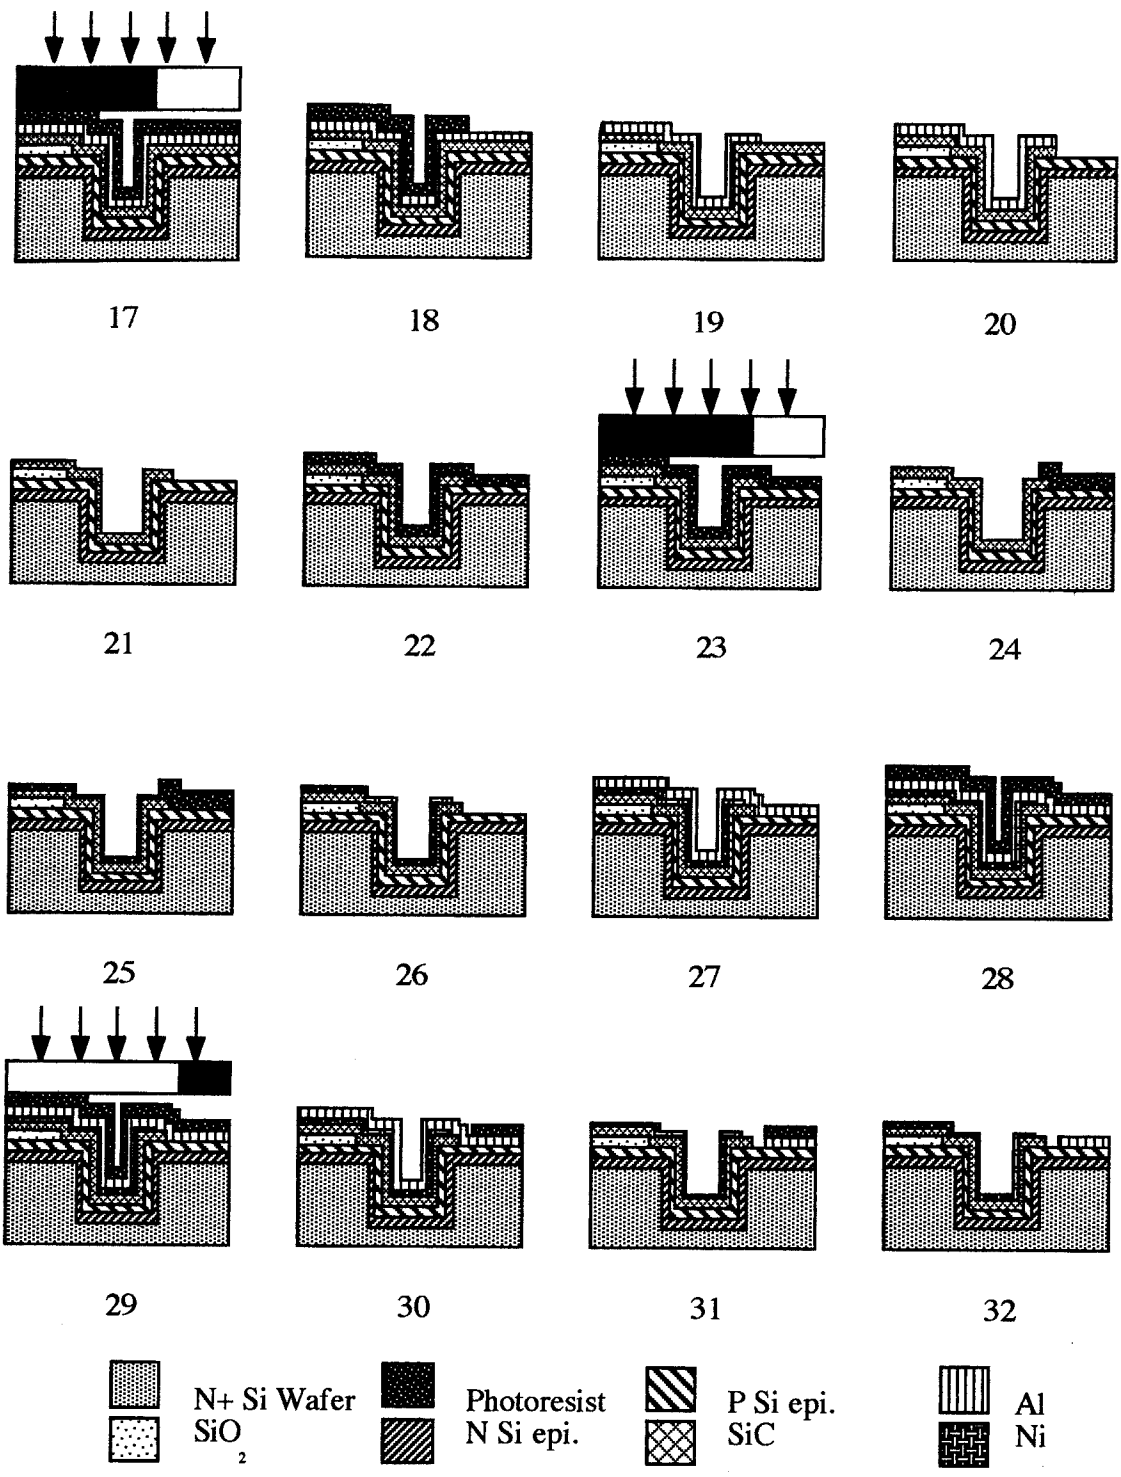 17 18 19 20
21 22 23 24
25 26 27 28
29 30 31 32
N+ Si Wafer Photoresist P Si epi. Al
SiO2 N Si epi. SiC Ni